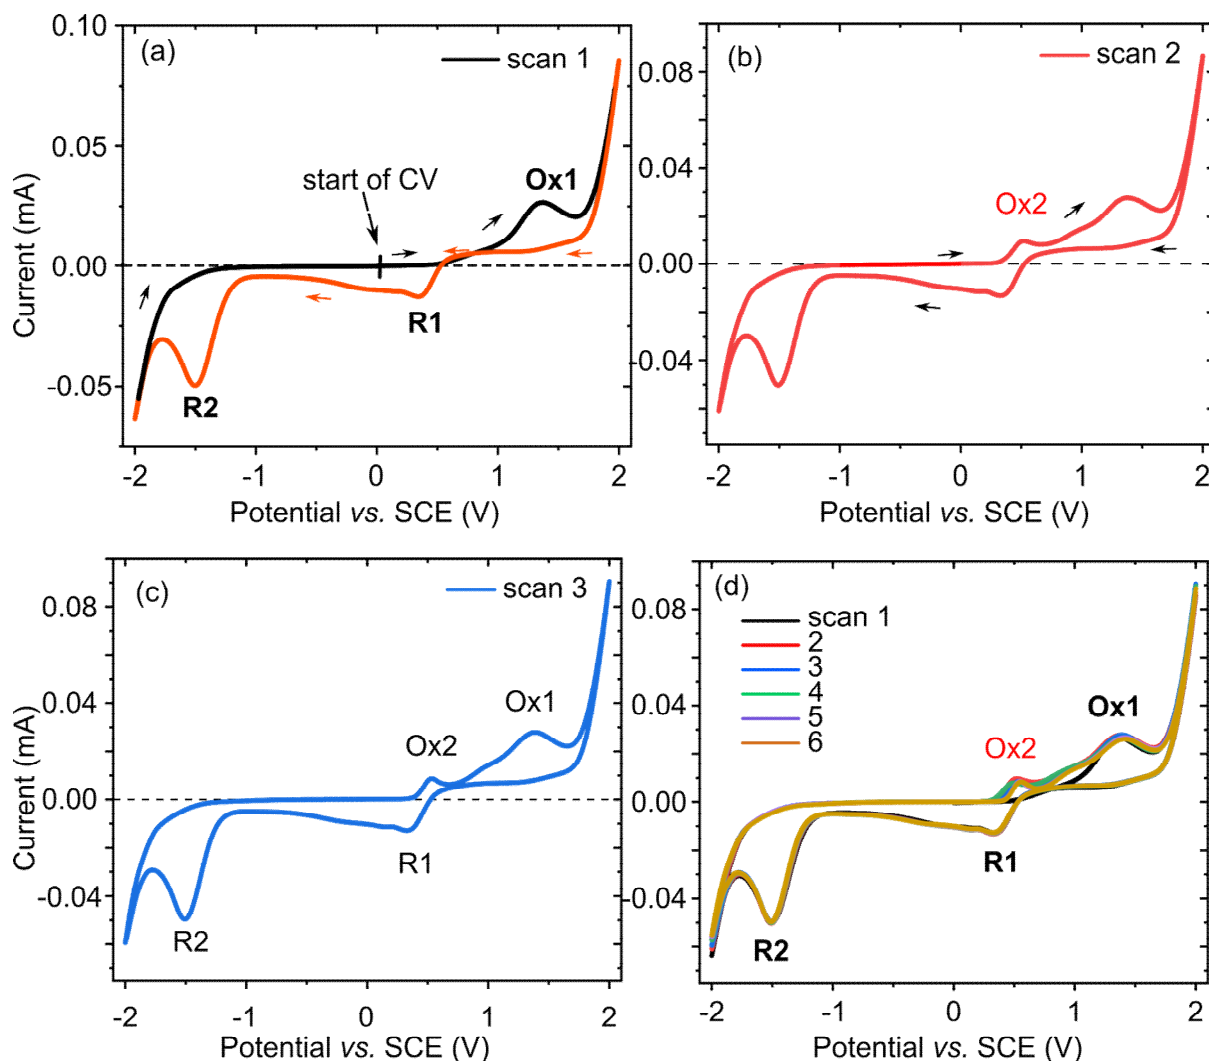 (a)
scan 1
0.10
0.05
0.00
-0.05
Current (mA)
start of CV
Ox1
R1
R2
-2 -1 0 1 2
Potential vs. SCE (V)
(b)
scan 2
0.08
0.04
0.00
-0.04
Ox2
-2 -1 0 1 2
Potential vs. SCE (V)
(c)
scan 3
0.08
0.04
0.00
-0.04
Current (mA)
Ox1
Ox2
R1
R2
-2 -1 0 1 2
Potential vs. SCE (V)
(d)
scan 1
2
3
4
5
6
0.08
0.04
0.00
-0.04
Ox1
Ox2
R1
R2
-2 -1 0 1 2
Potential vs. SCE (V)